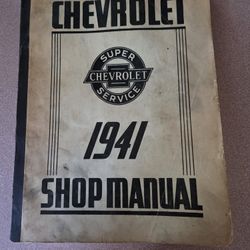 CHEVROLET
SUPER
CHEVROLET
SERVICE
1941
SHOP MANUAL